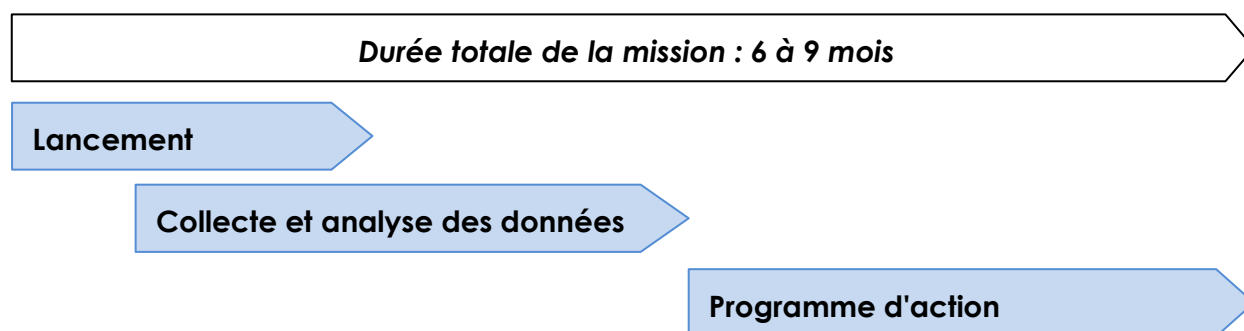 Durée totale de la mission : 6 à 9 mois
Lancement
Collecte et analyse des données
Programme d'action